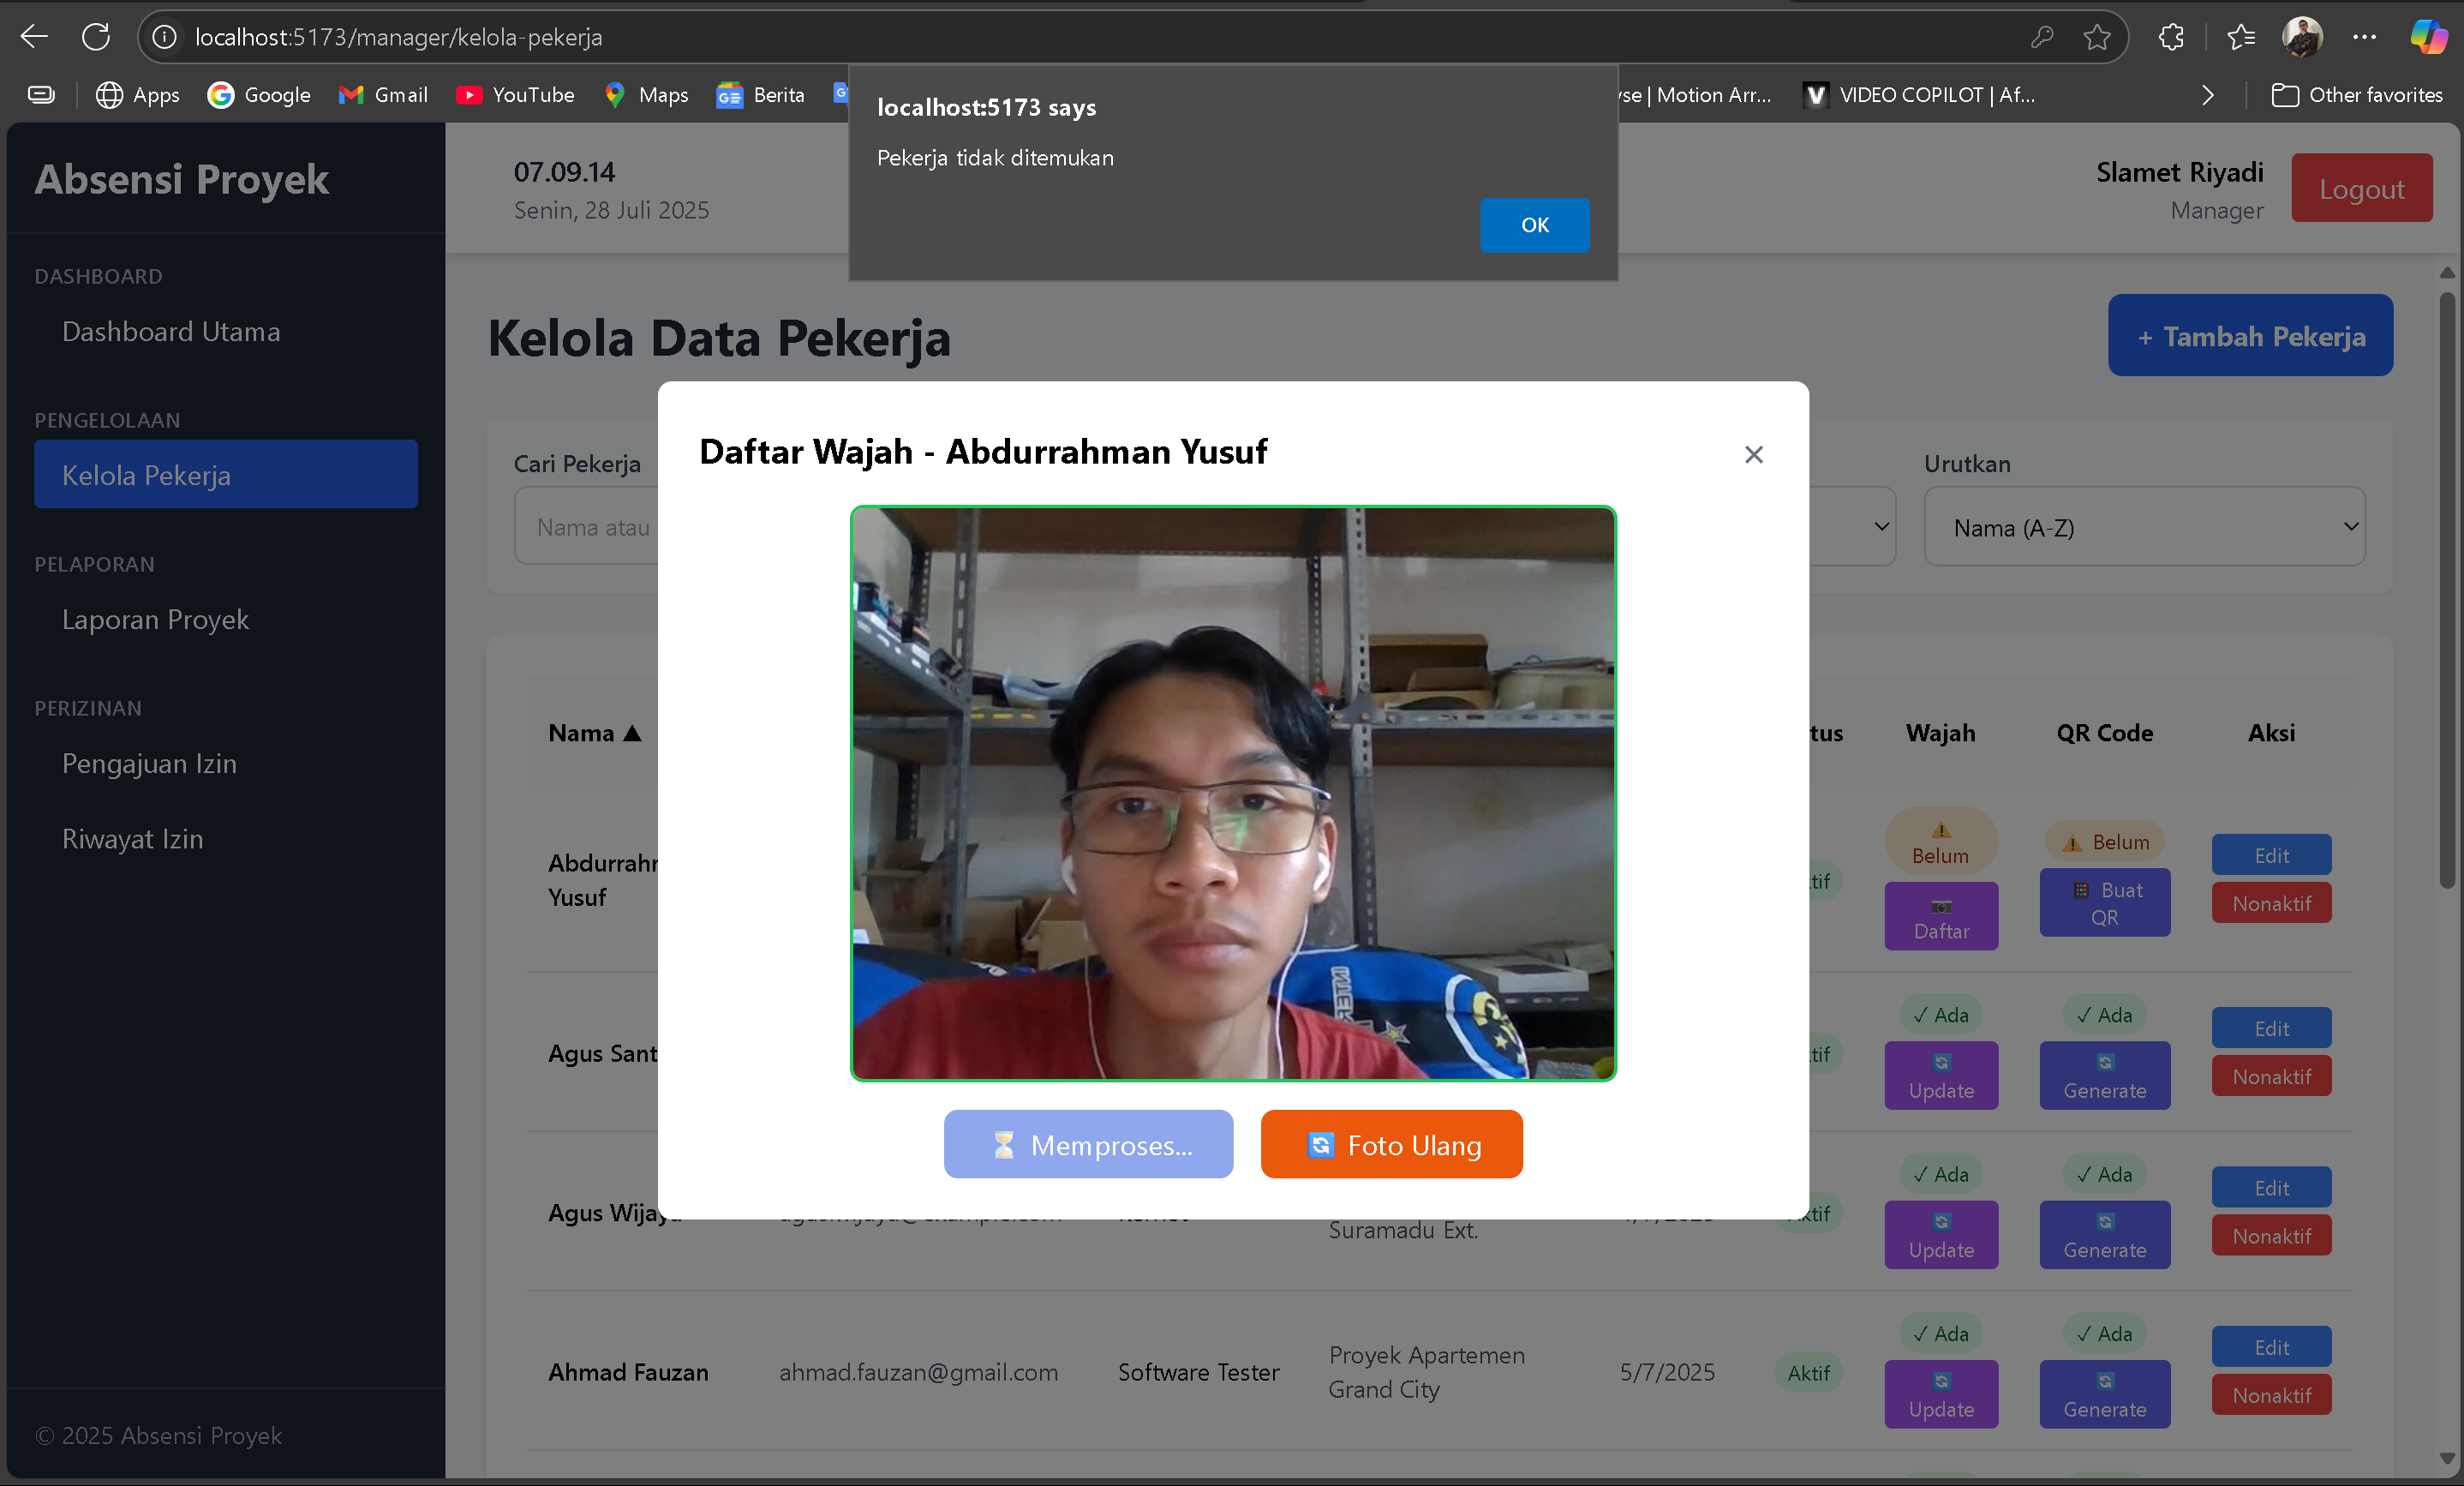 localhost:5173/manager/kelola-pekerja
Apps
Google
Gmail
YouTube
Maps
Berita
yse | Motion Arr...
VIDEO COPILOT | Af...
Other favorites
localhost:5173 says
Pekerja tidak ditemukan
OK
Absensi Proyek
DASHBOARD
Dashboard Utama
PENGELOLAAN
Kelola Pekerja
PELAPORAN
Laporan Proyek
PERIZINAN
Pengajuan Izin
Riwayat Izin
© 2025 Absensi Proyek
07.09.14
Senin, 28 Juli 2025
Slamet Riyadi
Manager
Logout
Kelola Data Pekerja
+ Tambah Pekerja
Cari Pekerja
Nama atau
Urutkan
Nama (A-Z)
Daftar Wajah - Abdurrahman Yusuf
×
INTER
⏳ Memproses...
🔄 Foto Ulang
Nama ▲
tus
Wajah
QR Code
Aksi
Abdurrahm
Yusuf
tif
⚠️
Belum
📷
Daftar
⚠️ Belum
Buat
QR
Edit
Nonaktif
Agus Sant
tif
✓ Ada
🔄
Update
✓ Ada
🔄
Generate
Edit
Nonaktif
Agus Wijaya
Suramadu Ext.
ktif
✓ Ada
🔄
Update
✓ Ada
🔄
Generate
Edit
Nonaktif
Ahmad Fauzan
ahmad.fauzan@gmail.com
Software Tester
Proyek Apartemen
Grand City
5/7/2025
Aktif
✓ Ada
🔄
Update
✓ Ada
🔄
Generate
Edit
Nonaktif